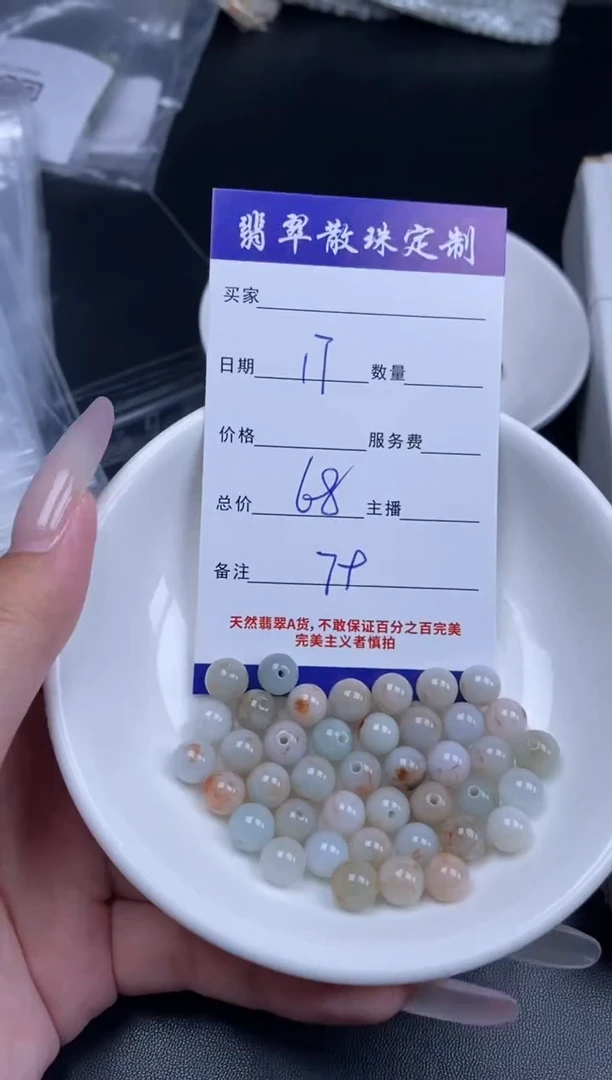 翡翠散珠定制
买家
日期 17 数量
价格 服务费
总价 68 主播
备注
天然翡翠A货,不敢保证百分之百完美
完美主义者慎拍